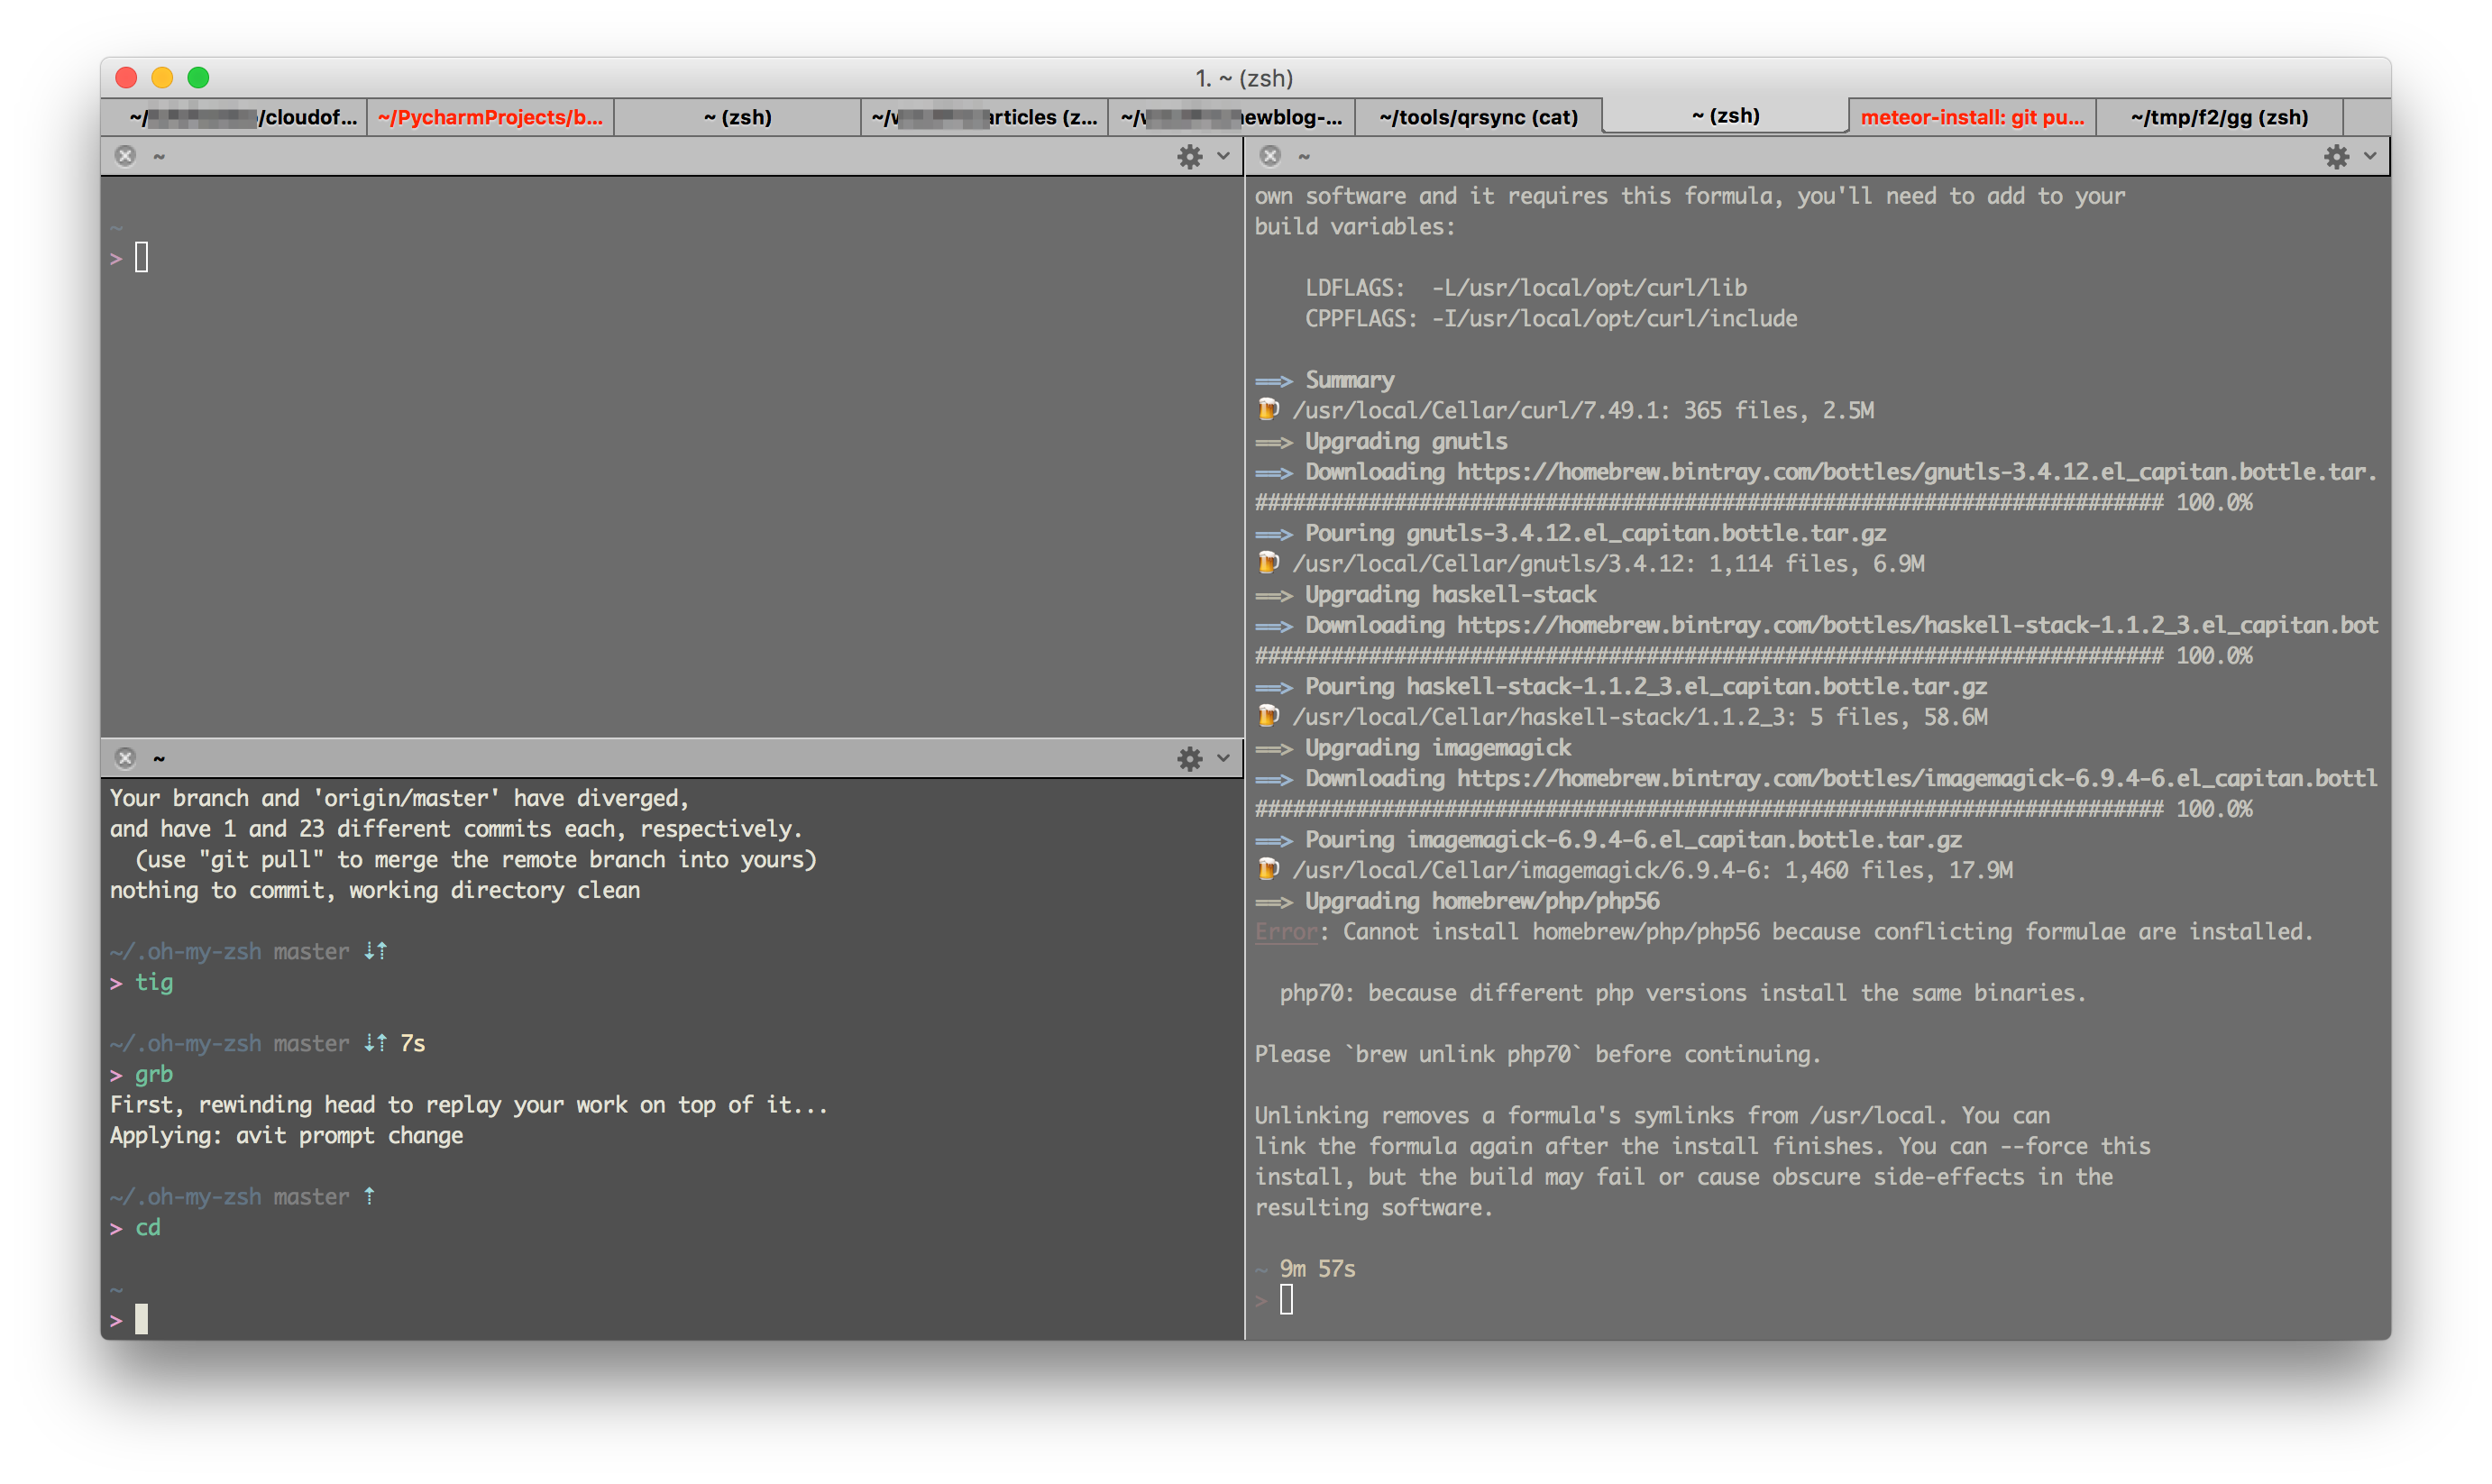 1. ~ (zsh)
~/ /cloudof...
~/PycharmProjects/b...
~ (zsh)
~/ articles (z...
~/ newblog-...
~/tools/qrsync (cat)
~ (zsh)
meteor-install: git pu...
~/tmp/f2/gg (zsh)
~
~
>
~
Your branch and 'origin/master' have diverged,
and have 1 and 23 different commits each, respectively.
  (use "git pull" to merge the remote branch into yours)
nothing to commit, working directory clean
~/.oh-my-zsh master ⇣⇡
> tig
~/.oh-my-zsh master ⇣⇡ 7s
> grb
First, rewinding head to replay your work on top of it...
Applying: avit prompt change
~/.oh-my-zsh master ⇡
> cd
~
>
~
own software and it requires this formula, you'll need to add to your
build variables:
    LDFLAGS:  -L/usr/local/opt/curl/lib
    CPPFLAGS: -I/usr/local/opt/curl/include
==> Summary
🍺 /usr/local/Cellar/curl/7.49.1: 365 files, 2.5M
==> Upgrading gnutls
==> Downloading https://homebrew.bintray.com/bottles/gnutls-3.4.12.el_capitan.bottle.tar.
######################################################################## 100.0%
==> Pouring gnutls-3.4.12.el_capitan.bottle.tar.gz
🍺 /usr/local/Cellar/gnutls/3.4.12: 1,114 files, 6.9M
==> Upgrading haskell-stack
==> Downloading https://homebrew.bintray.com/bottles/haskell-stack-1.1.2_3.el_capitan.bot
######################################################################## 100.0%
==> Pouring haskell-stack-1.1.2_3.el_capitan.bottle.tar.gz
🍺 /usr/local/Cellar/haskell-stack/1.1.2_3: 5 files, 58.6M
==> Upgrading imagemagick
==> Downloading https://homebrew.bintray.com/bottles/imagemagick-6.9.4-6.el_capitan.bottl
######################################################################## 100.0%
==> Pouring imagemagick-6.9.4-6.el_capitan.bottle.tar.gz
🍺 /usr/local/Cellar/imagemagick/6.9.4-6: 1,460 files, 17.9M
==> Upgrading homebrew/php/php56
Error: Cannot install homebrew/php/php56 because conflicting formulae are installed.
  php70: because different php versions install the same binaries.
Please `brew unlink php70` before continuing.
Unlinking removes a formula's symlinks from /usr/local. You can
link the formula again after the install finishes. You can --force this
install, but the build may fail or cause obscure side-effects in the
resulting software.
~ 9m 57s
>